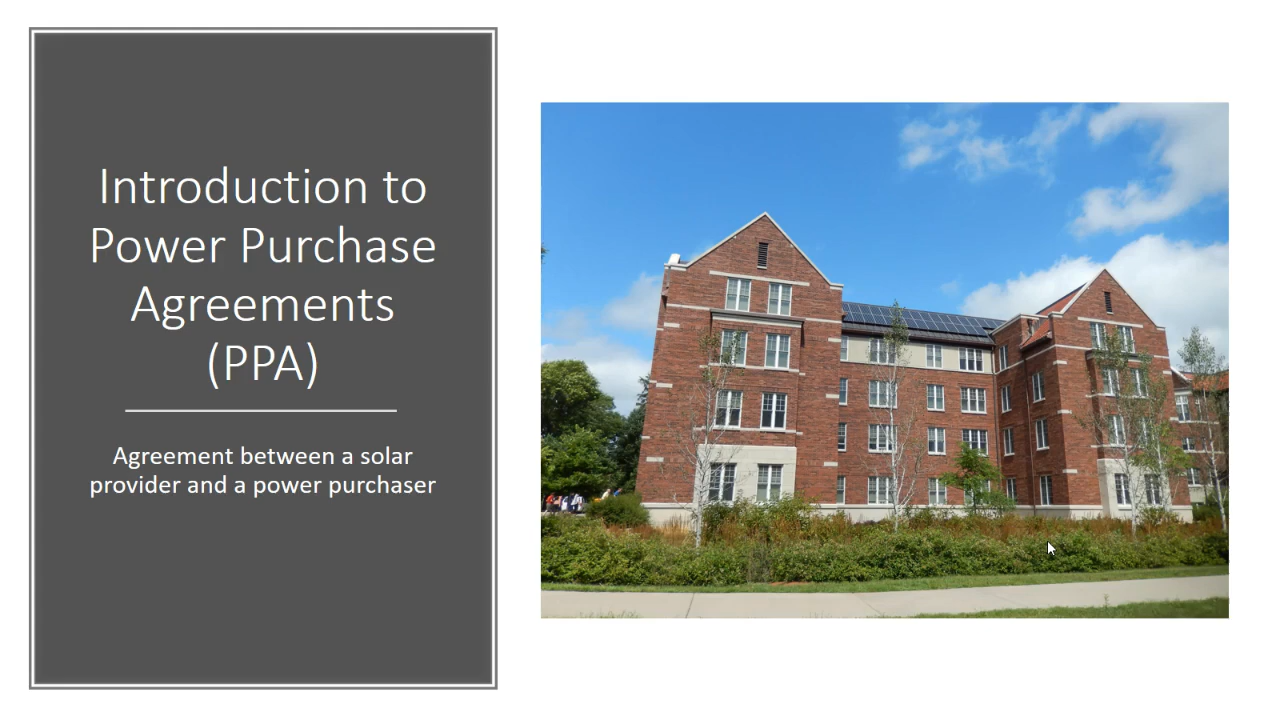 Introduction to
Power Purchase
Agreements
(PPA)
Agreement between a solar
provider and a power purchaser